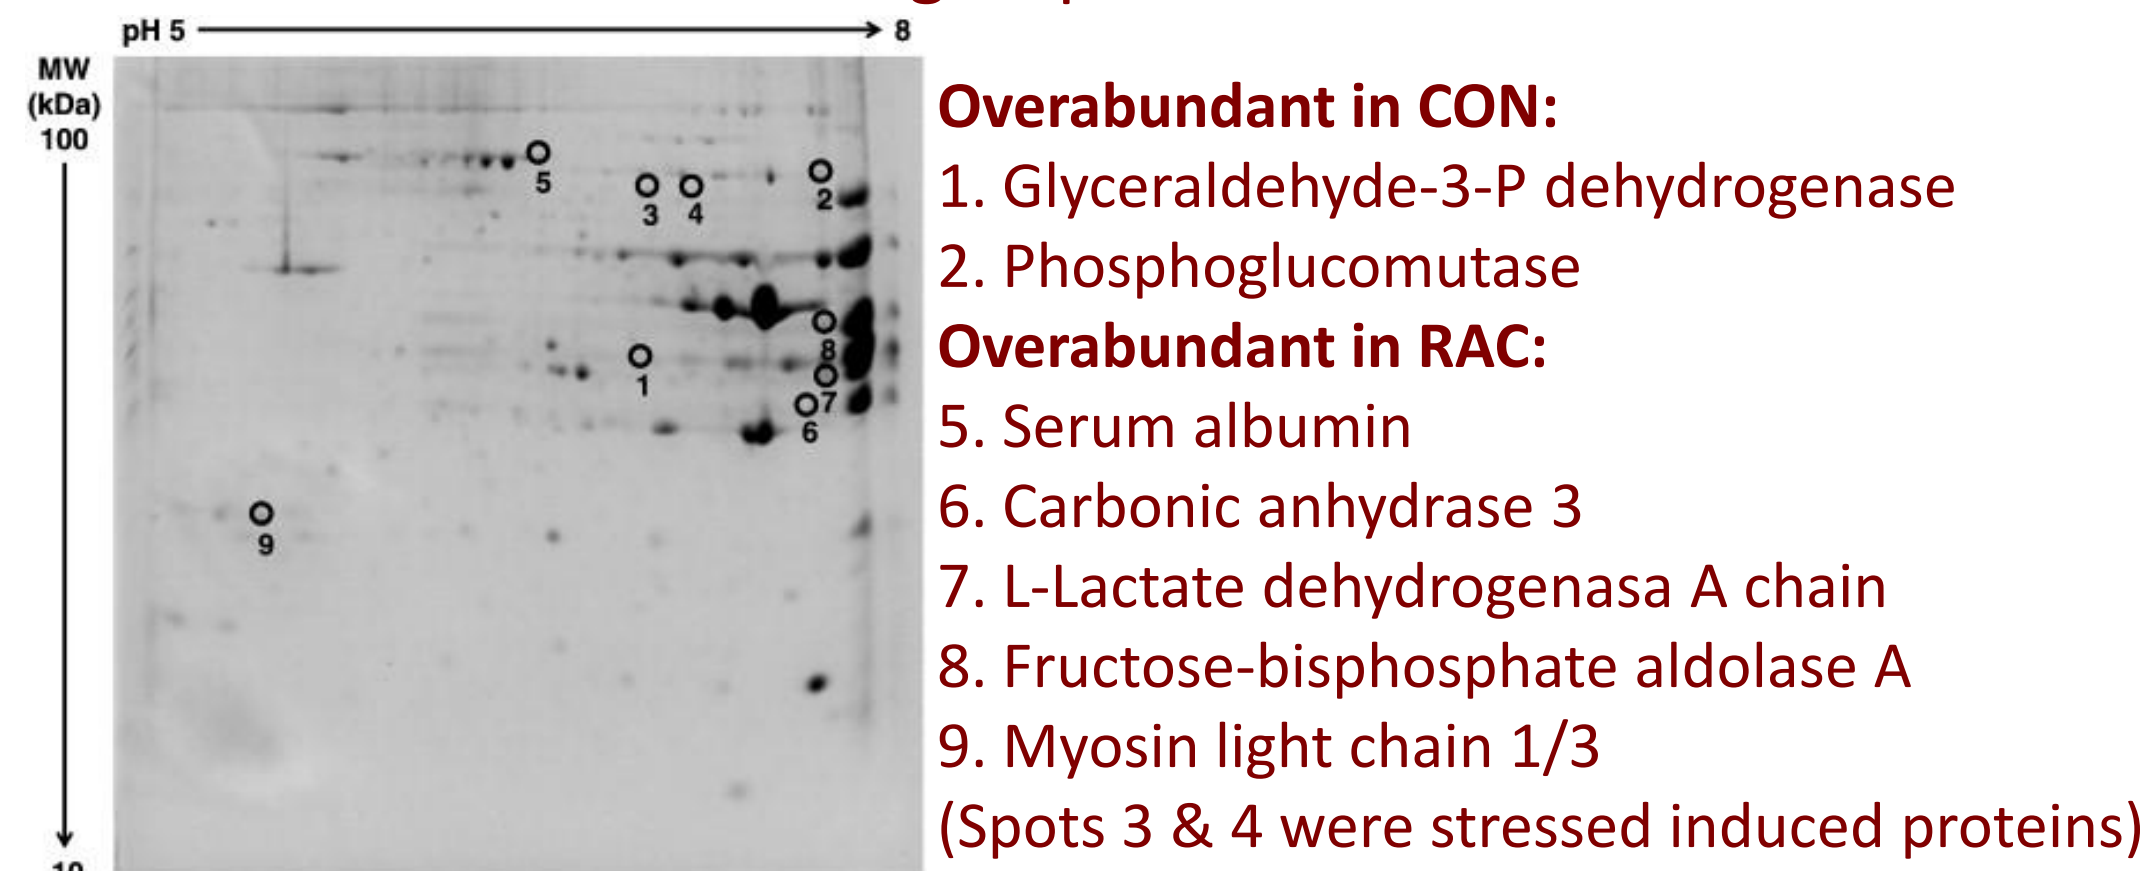 pH 5 8
MW
(kDa)
100
5
3 4
2
8
1
7
6
9
Overabundant in CON:
1. Glyceraldehyde-3-P dehydrogenase
2. Phosphoglucomutase
Overabundant in RAC:
5. Serum albumin
6. Carbonic anhydrase 3
7. L-Lactate dehydrogenasa A chain
8. Fructose-bisphosphate aldolase A
9. Myosin light chain 1/3
(Spots 3 & 4 were stressed induced proteins)